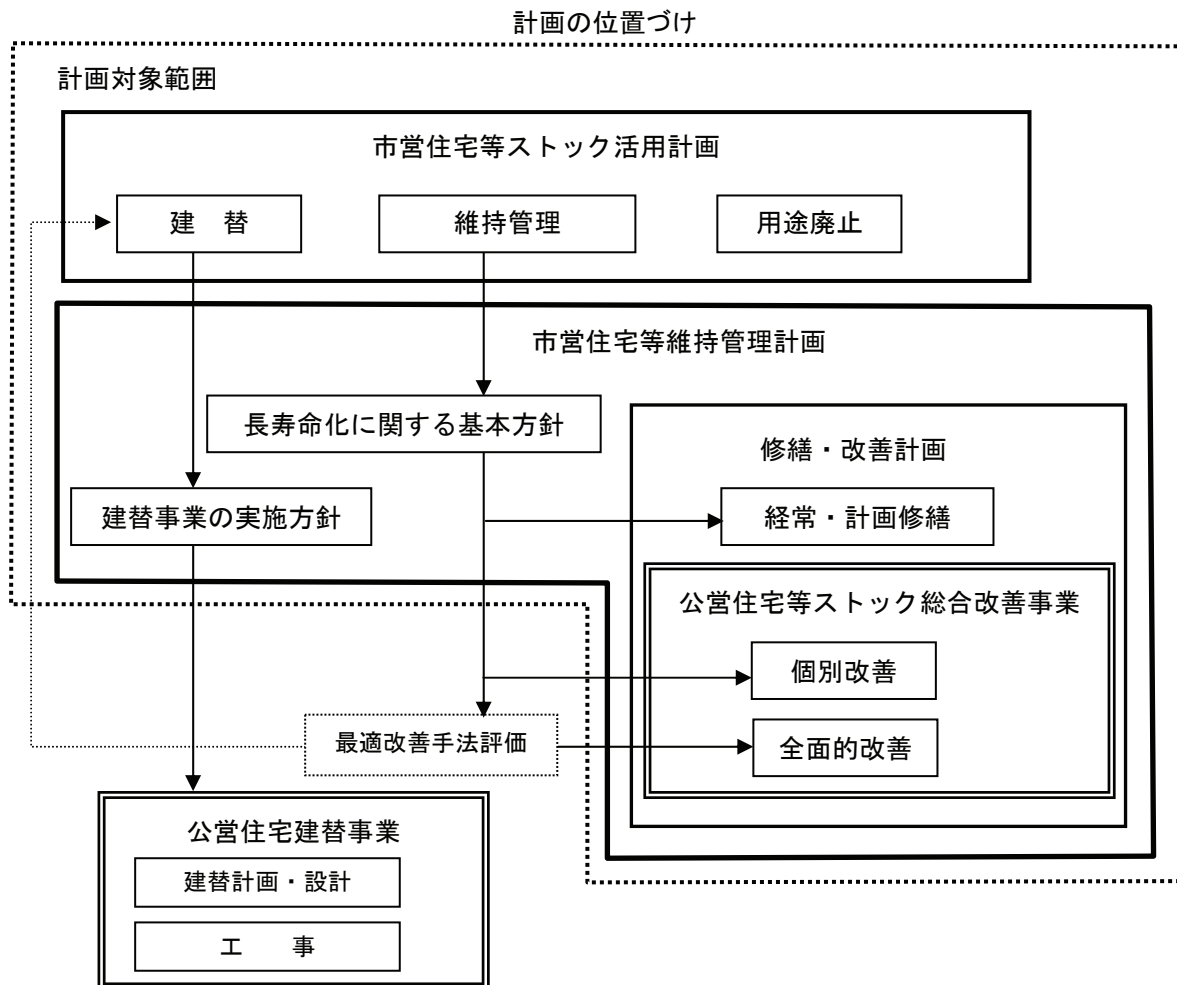 計画の位置づけ
計画対象範囲
市営住宅等ストック活用計画
建　替
維持管理
用途廃止
市営住宅等維持管理計画
長寿命化に関する基本方針
修繕・改善計画
建替事業の実施方針
経常・計画修繕
公営住宅等ストック総合改善事業
個別改善
最適改善手法評価
全面的改善
公営住宅建替事業
建替計画・設計
工　　事